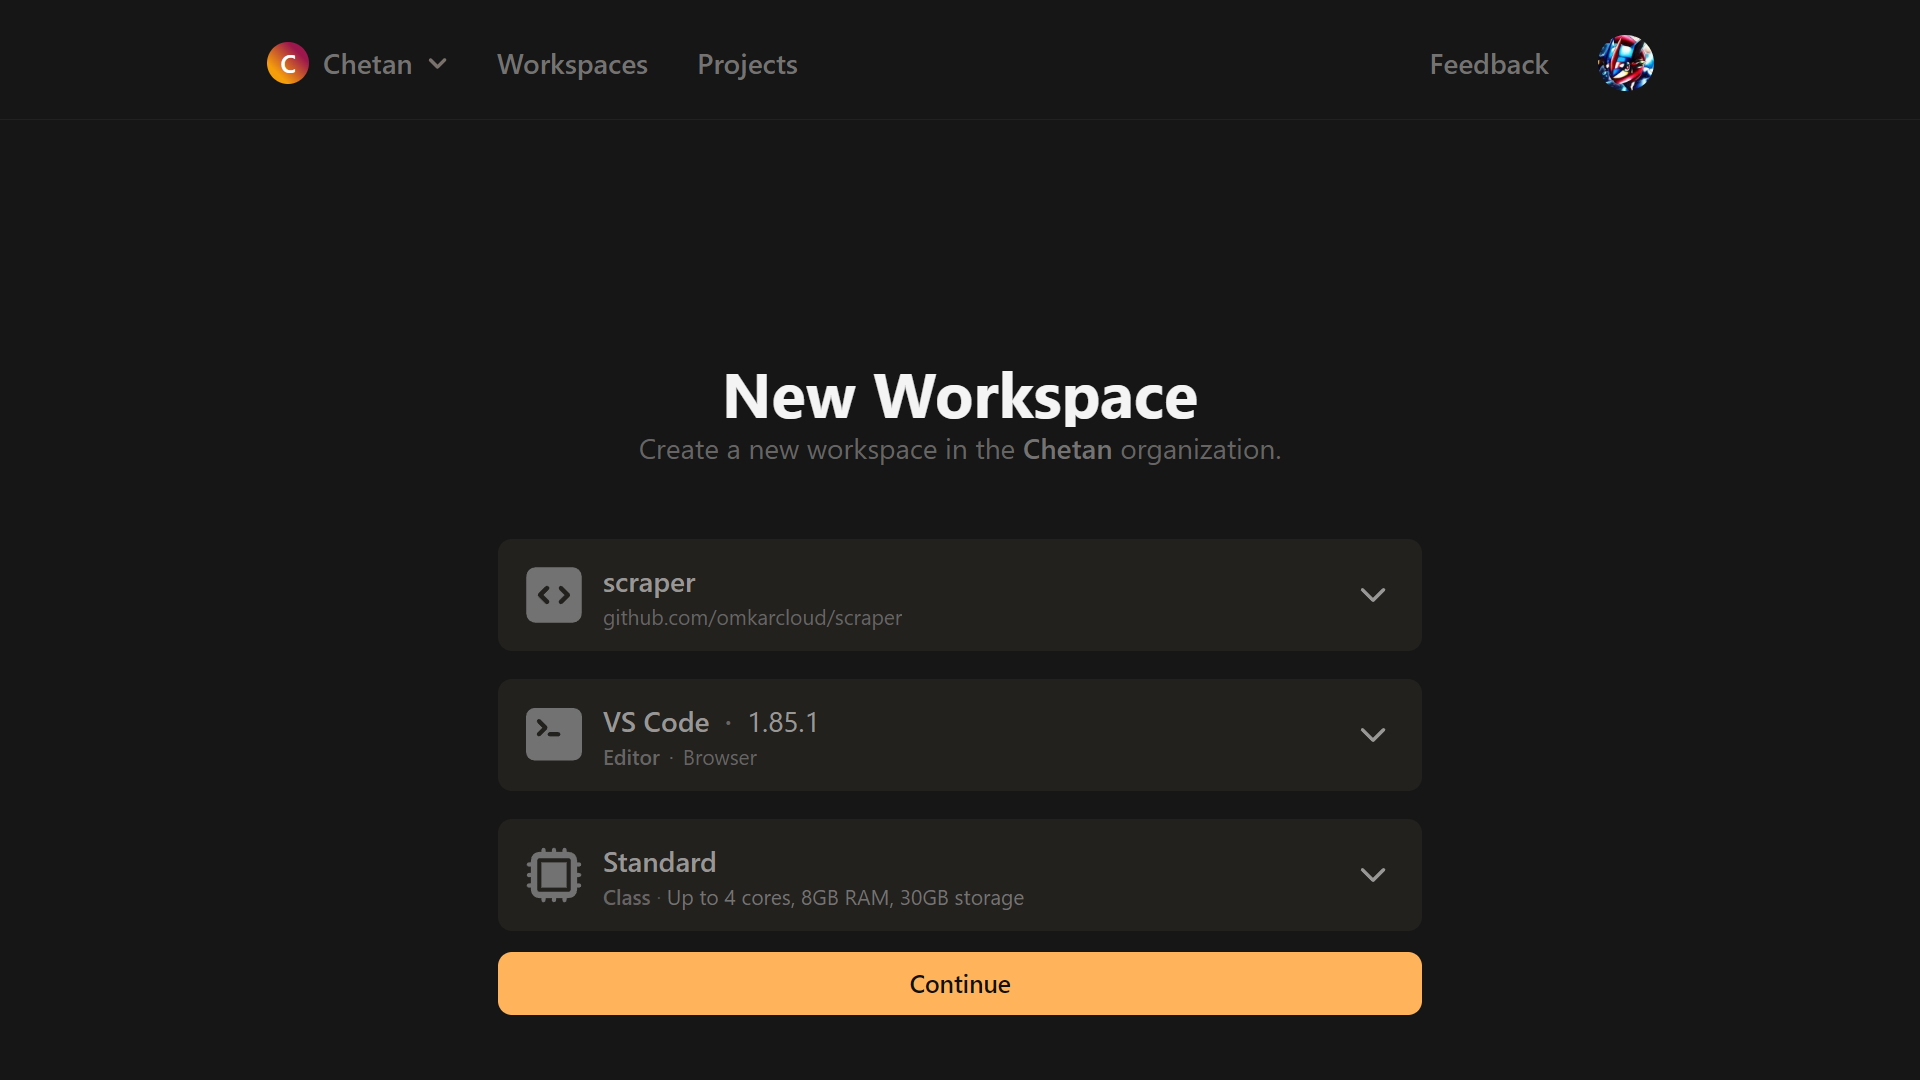 C Chetan Workspaces Projects Feedback
New Workspace
Create a new workspace in the Chetan organization.
scraper
github.com/omkarcloud/scraper
VS Code · 1.85.1
Editor · Browser
Standard
Class · Up to 4 cores, 8GB RAM, 30GB storage
Continue